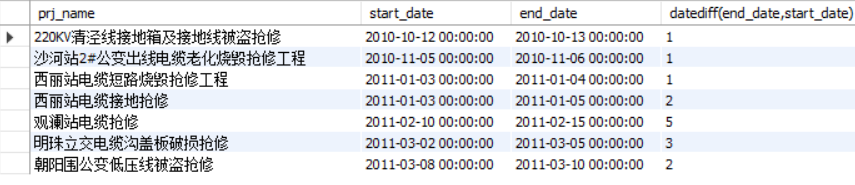 prj_name start_date end_date datediff(end_date,start_date)
220KV清泾线接地箱及接地线被盗抢修 2010-10-12 00:00:00 2010-10-13 00:00:00 1
沙河站2#公变出线电缆老化烧毁抢修工程 2010-11-05 00:00:00 2010-11-06 00:00:00 1
西丽站电缆短路烧毁抢修工程 2011-01-03 00:00:00 2011-01-04 00:00:00 1
西丽站电缆接地抢修 2011-01-03 00:00:00 2011-01-05 00:00:00 2
观澜站电缆抢修 2011-02-10 00:00:00 2011-02-15 00:00:00 5
明珠立交电缆沟盖板破损抢修 2011-03-02 00:00:00 2011-03-05 00:00:00 3
朝阳围公变低压线被盗抢修 2011-03-08 00:00:00 2011-03-10 00:00:00 2